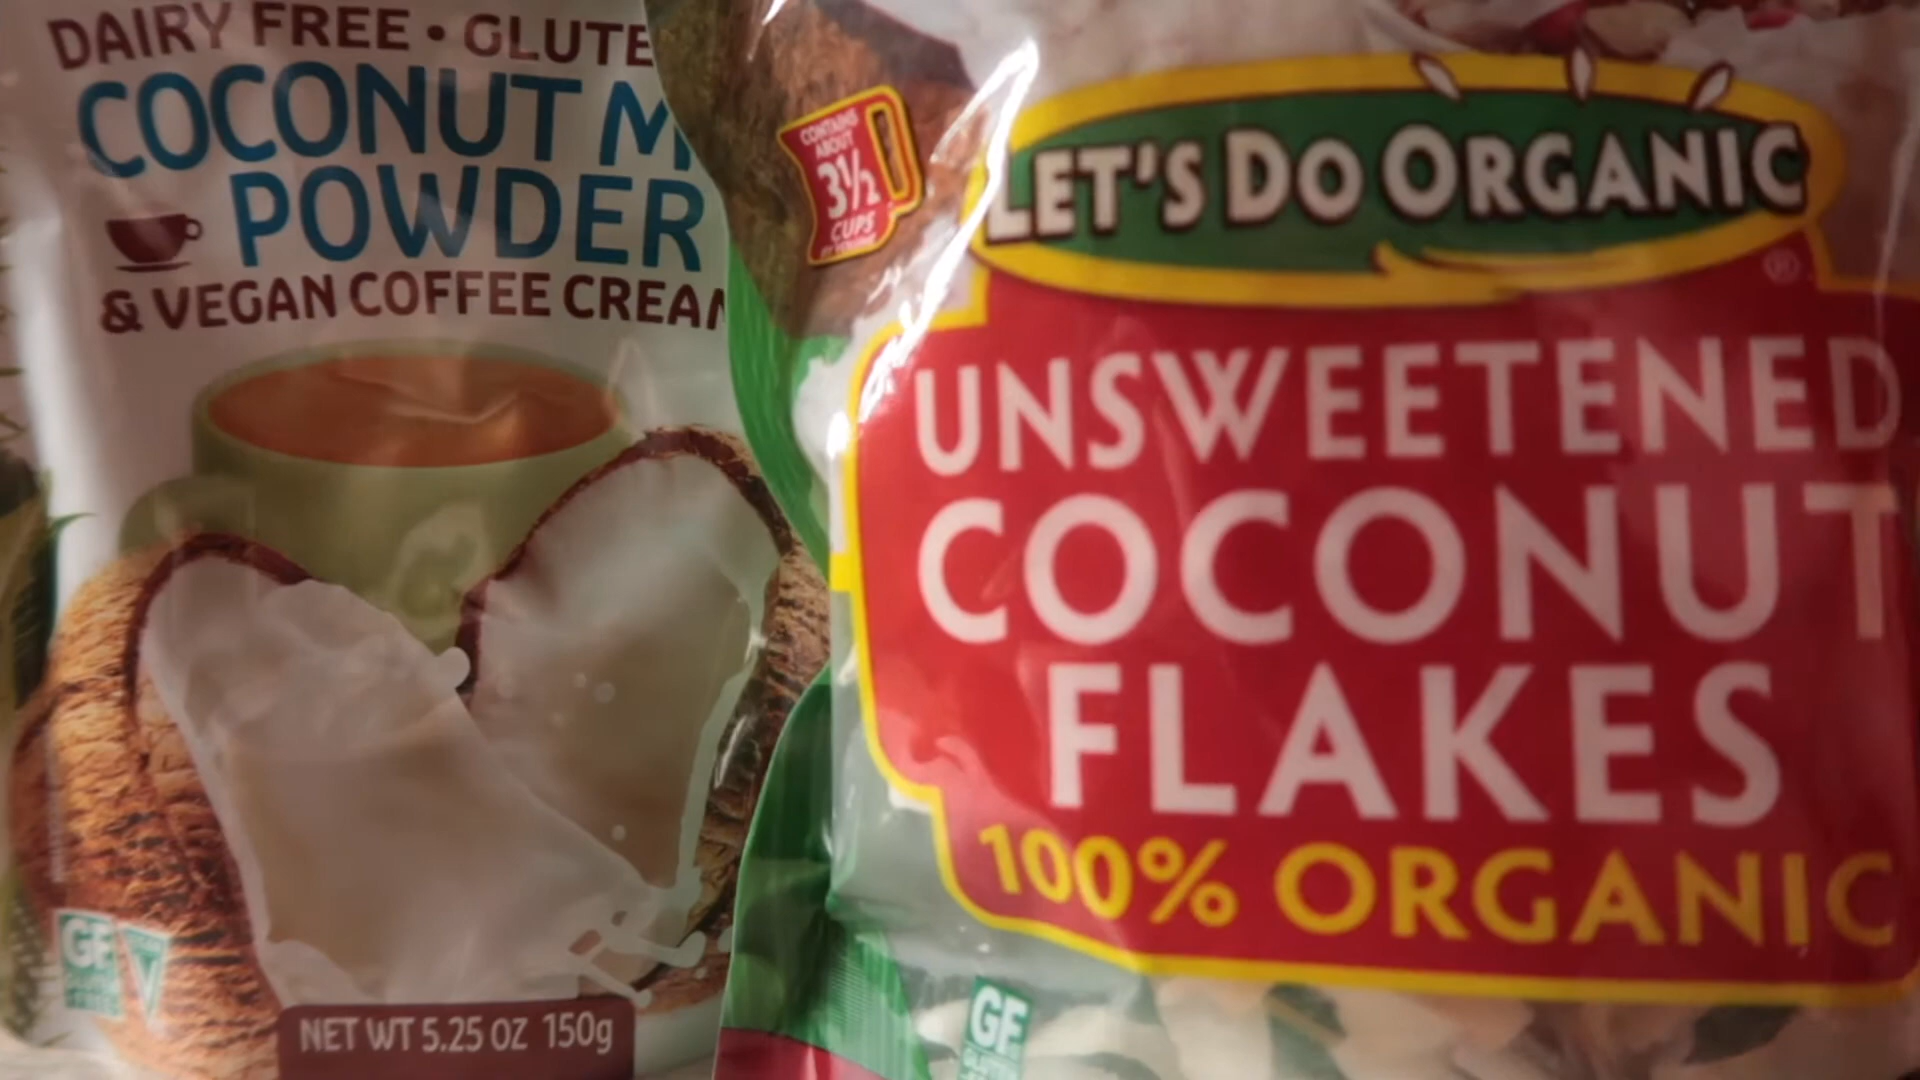 DAIRY FREE • GLUTE
COCONUT M
POWDER
& VEGAN COFFEE CREAM
GF
V
NET WT 5.25 OZ 150g
CONTAINS
ABOUT
3½
CUPS
LET'S DO ORGANIC
®
UNSWEETENED
COCONUT
FLAKES
100% ORGANIC
GF